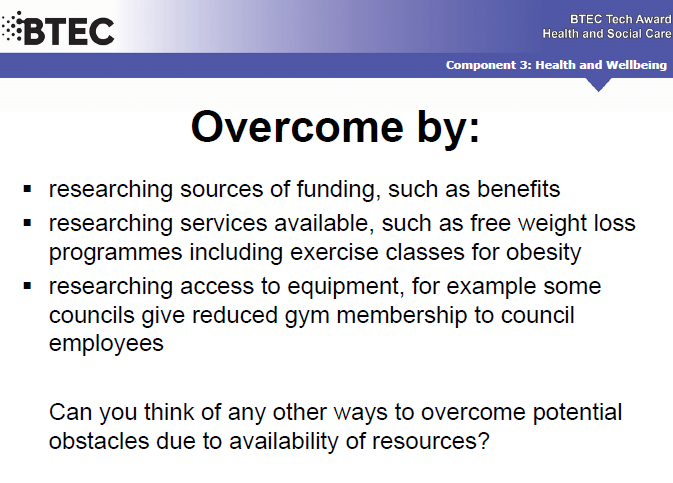 BTEC
BTEC Tech Award
Health and Social Care
Component 3: Health and Wellbeing
Overcome by:
▪ researching sources of funding, such as benefits
▪ researching services available, such as free weight loss
programmes including exercise classes for obesity
▪ researching access to equipment, for example some
councils give reduced gym membership to council
employees
Can you think of any other ways to overcome potential
obstacles due to availability of resources?